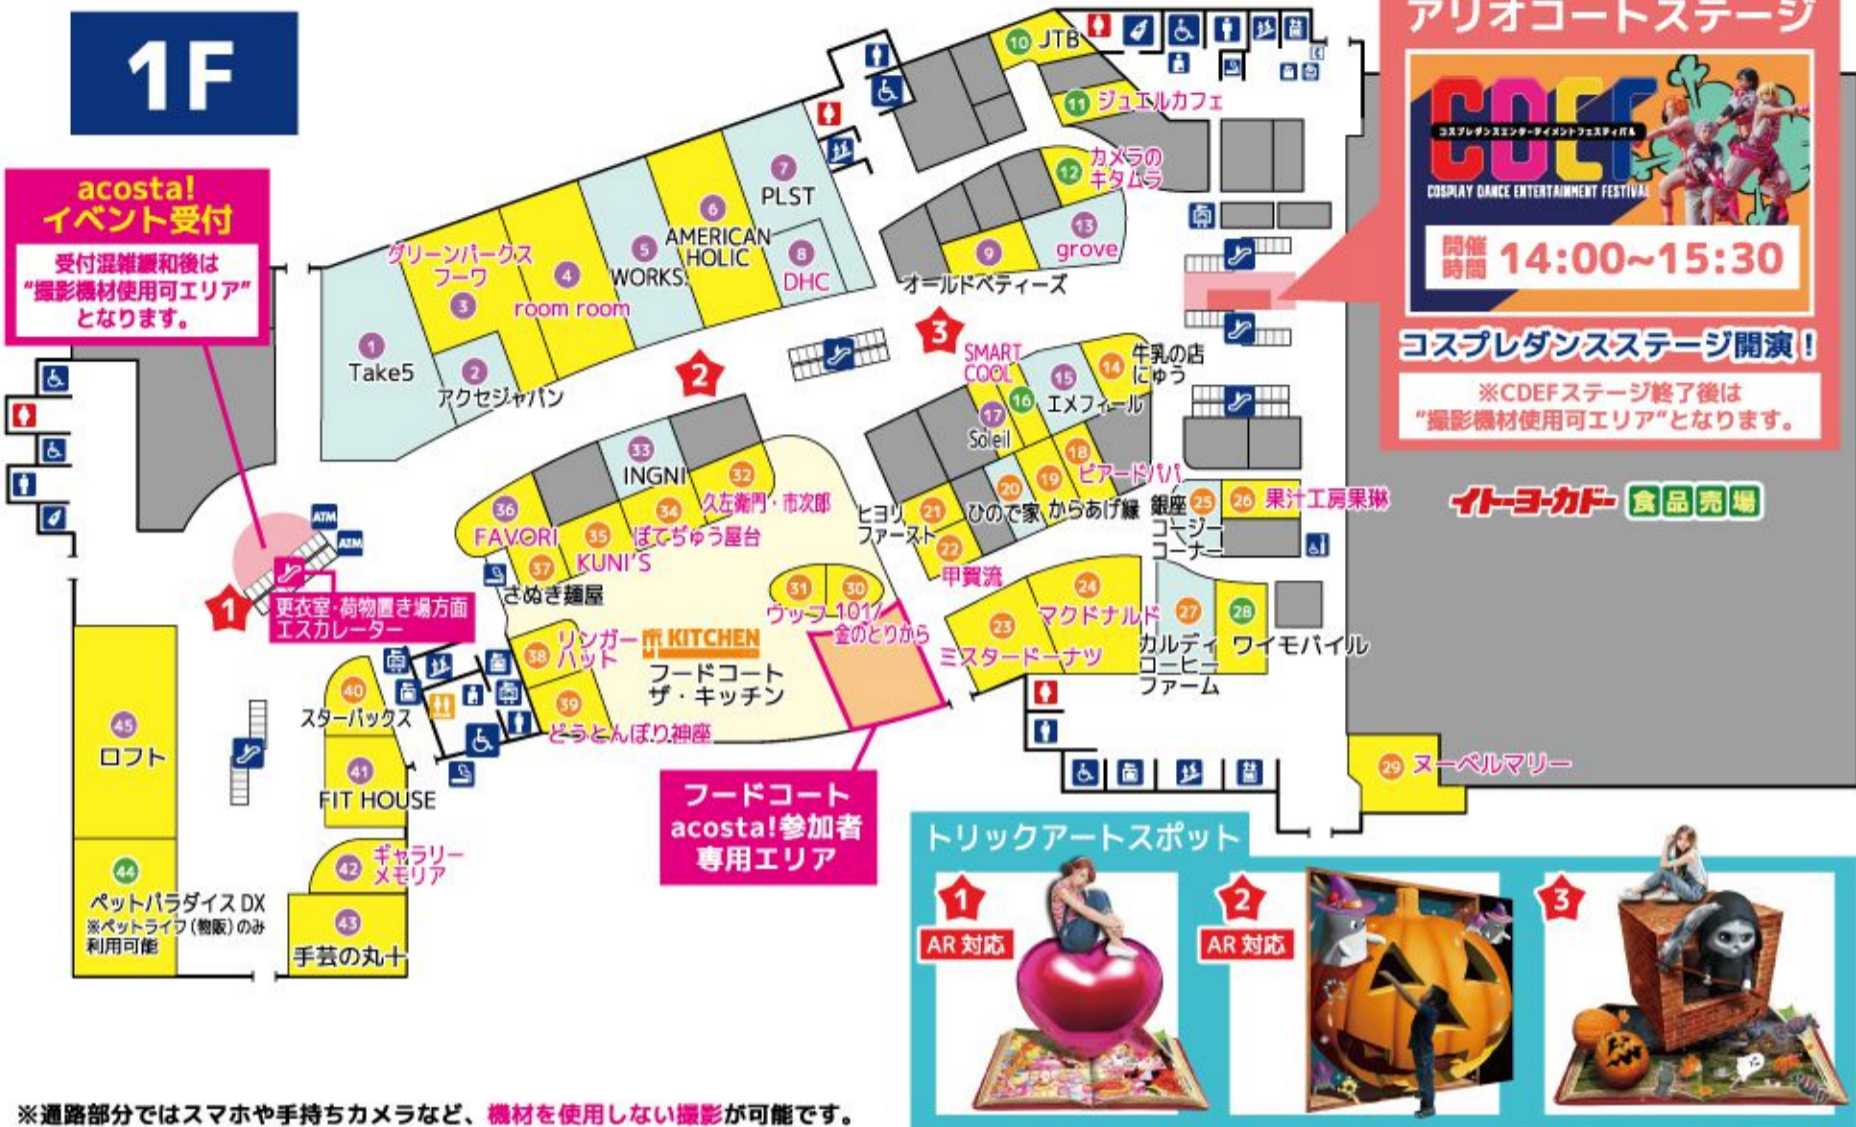 1F
acosta!
イベント受付
受付混雑緩和後は
“撮影機材使用可エリア”
となります。
アリオコートステージ
CDEF
コスプレダンスエンターテイメントフェスティバル
COSPLAY DANCE ENTERTAINMENT FESTIVAL
開催
時間
14:00~15:30
コスプレダンスステージ開演！
※CDEFステージ終了後は
“撮影機材使用可エリア”となります。
イトーヨーカドー 食品売場
10 JTB
11 ジュエルカフェ
12 カメラの
キタムラ
13
grove
9
オールドベティーズ
7
PLST
8
DHC
6
AMERICAN
HOLIC
5
WORKS
4
room room
グリーンパークス
フーワ
3
1
Take5
2
アクセジャパン
2
3
SMART
COOL
16
17
Soleil
15
エメフィール
14
牛乳の店
にゅう
18
ピアードパパ
19
からあげ縁
20
ひので家
21
ヒヨリ
ファースト
22
甲賀流
銀座
コージー
コーナー
25
26 果汁工房果琳
33
INGNI
32
久左衛門・市次郎
34
ぼてぢゅう屋台
35
KUNI'S
36
FAVORI
37
さぬき麺屋
ATM
ATM
1
更衣室・荷物置き場方面
エスカレーター
31
ウッフ
30
101/
金のとりから
23
ミスタードーナツ
24
マクドナルド
27
カルディ
コーヒー
ファーム
28
ワイモバイル
29 ヌーベルマリー
38 リンガー
ハット
39
どうとんぼり神座
KITCHEN
フードコート
ザ・キッチン
フードコート
acosta!参加者
専用エリア
40
スターバックス
41
FIT HOUSE
42 ギャラリー
メモリア
43
手芸の丸十
45
ロフト
44
ペットパラダイス DX
※ペットライフ（物販）のみ
利用可能
トリックアートスポット
1
AR 対応
2
AR 対応
3
※通路部分ではスマホや手持ちカメラなど、機材を使用しない撮影が可能です。